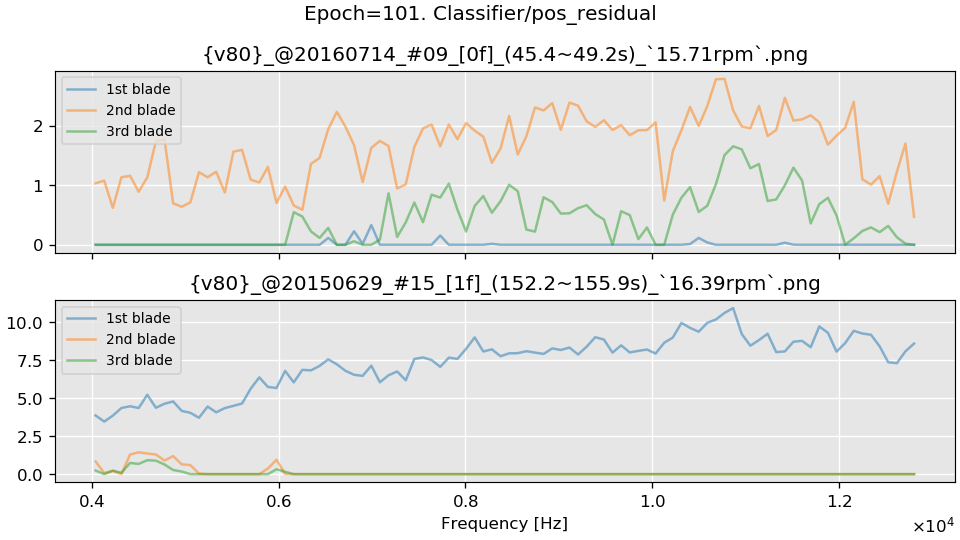 Epoch=101. Classifier/pos_residual
{v80}_@20160714_#09_[0f]_(45.4~49.2s)_`15.71rpm`.png
1st blade
2nd blade
3rd blade
2
1
0
{v80}_@20150629_#15_[1f]_(152.2~155.9s)_`16.39rpm`.png
1st blade
2nd blade
3rd blade
10.0
7.5
5.0
2.5
0.0
0.4 0.6 0.8 1.0 1.2
Frequency [Hz]
×10⁴